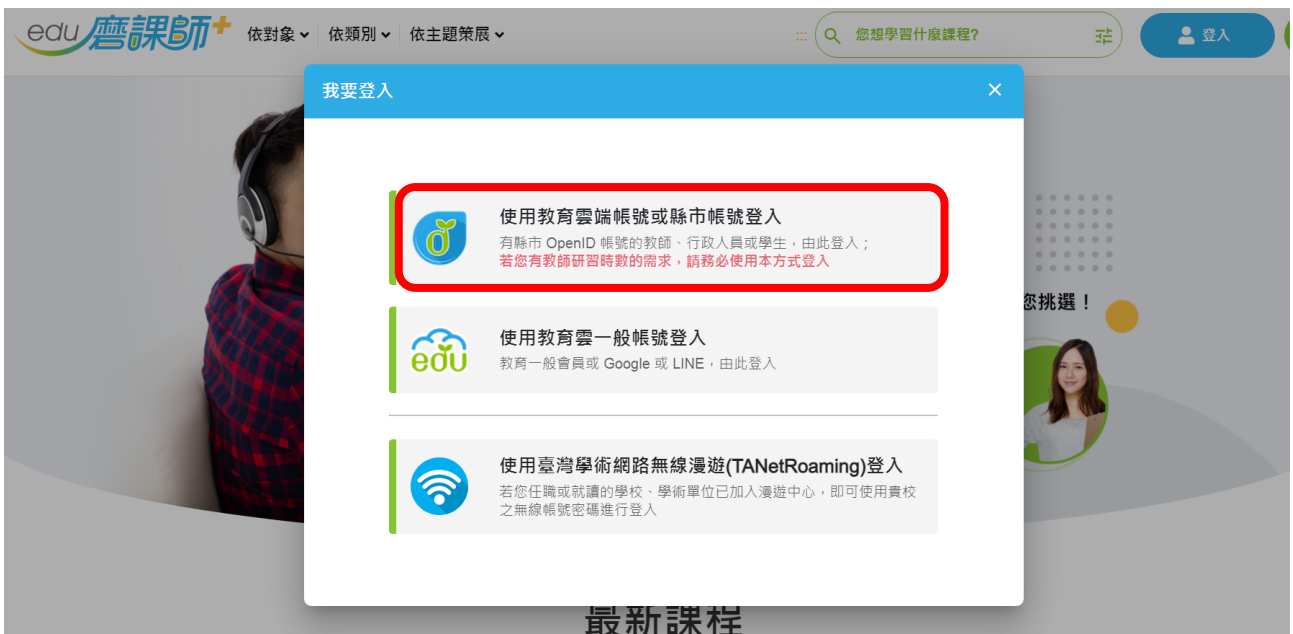 edu磨課師+
依對象
依類別
依主題策展
您想學習什麼課程?
登入
我要登入
使用教育雲端帳號或縣市帳號登入
有縣市 OpenID 帳號的教師、行政人員或學生，由此登入；
若您有教師研習時數的需求，請務必使用本方式登入
您挑選！
edu
使用教育雲一般帳號登入
教育一般會員或 Google 或 LINE，由此登入
使用臺灣學術網路無線漫遊(TANetRoaming)登入
若您任職或就讀的學校、學術單位已加入漫遊中心，即可使用貴校
之無線帳號密碼進行登入
最新課程